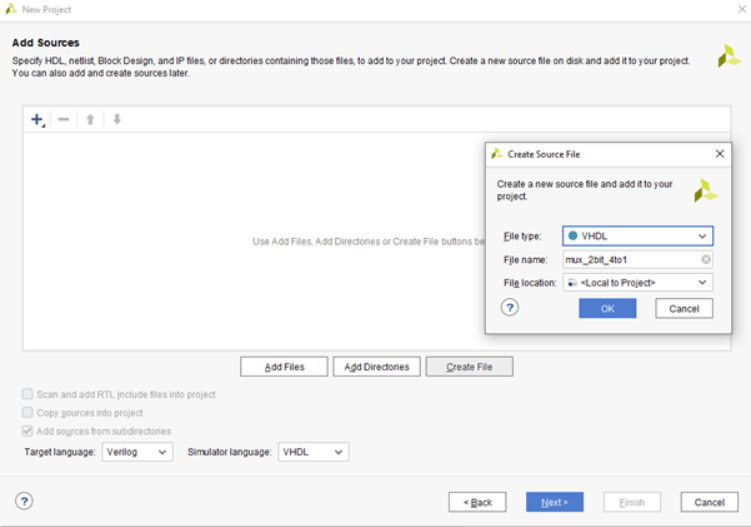 New Project
Add Sources
Specify HDL, netlist, Block Design, and IP files, or directories containing those files, to add to your project. Create a new source file on disk and add it to your project.
You can also add and create sources later.
Use Add Files, Add Directories or Create File buttons be
Create Source File
Create a new source file and add it to your
project.
File type: VHDL
File name: mux_2bit_4to1
File location: <Local to Project>
? OK Cancel
Add Files Add Directories Create File
Scan and add RTL include files into project
Copy sources into project
Add sources from subdirectories
Target language: Verilog Simulator language: VHDL
? < Back Next > Finish Cancel